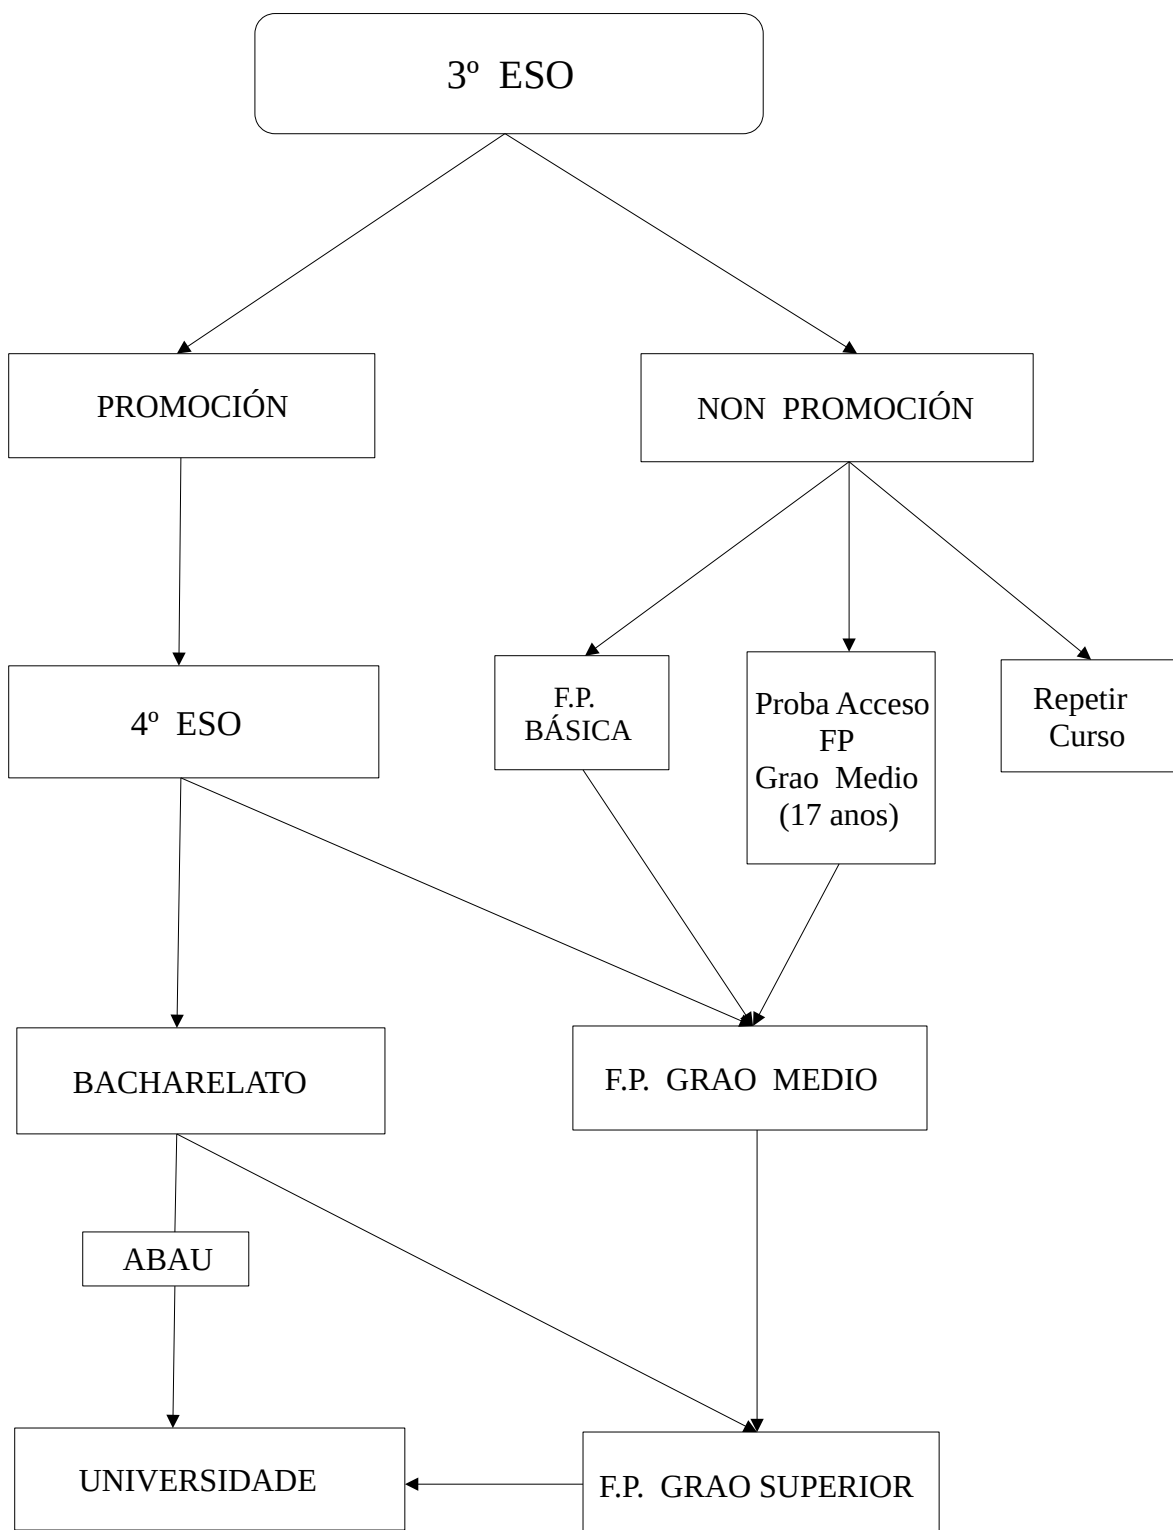 3º ESO
PROMOCIÓN
NON PROMOCIÓN
4º ESO
F.P.
BÁSICA
Proba Acceso
FP
Grao Medio
(17 anos)
Repetir
Curso
BACHARELATO
F.P. GRAO MEDIO
ABAU
UNIVERSIDADE
F.P. GRAO SUPERIOR